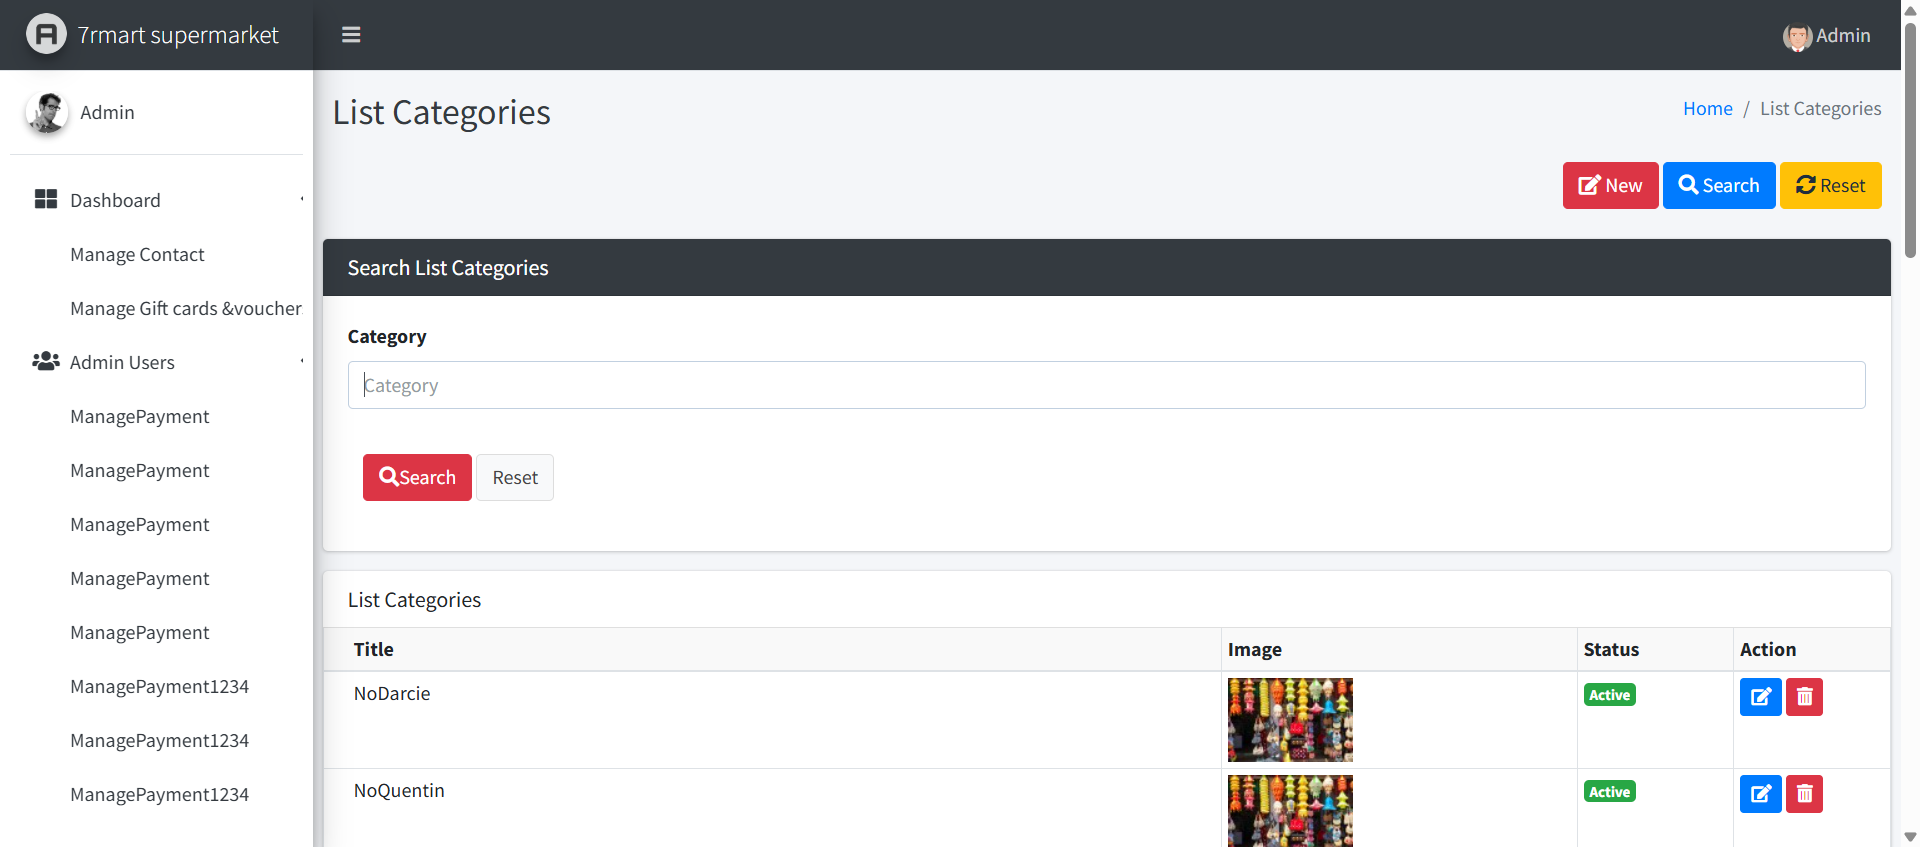 7rmart supermarket
Admin
Admin
Dashboard
Manage Contact
Manage Gift cards &voucher
Admin Users
ManagePayment
ManagePayment
ManagePayment
ManagePayment
ManagePayment
ManagePayment1234
ManagePayment1234
ManagePayment1234
List Categories
Home / List Categories
New Search Reset
Search List Categories
Category
Category
Search Reset
List Categories
Title Image Status Action
NoDarcie Active
NoQuentin Active